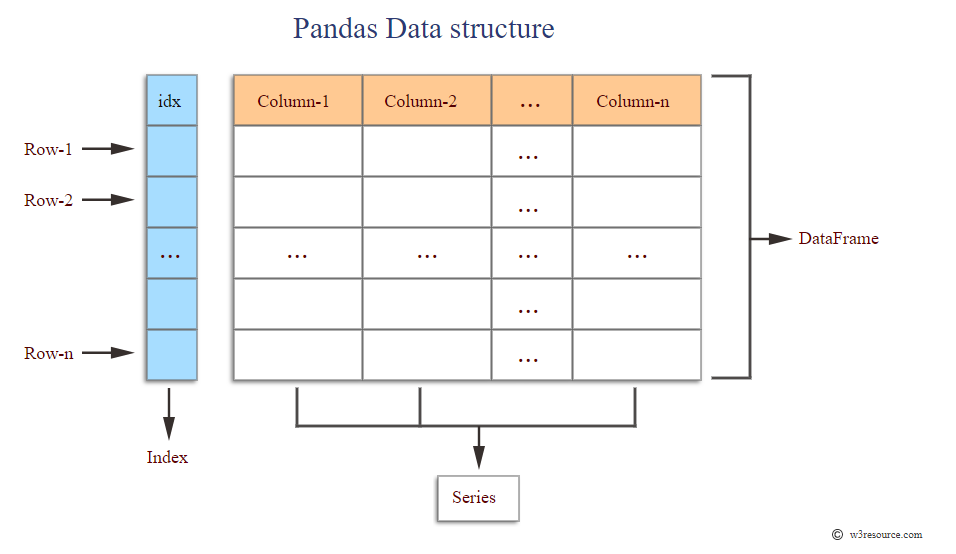 Pandas Data structure
idx Column-1 Column-2 ... Column-n
Row-1 ...
Row-2 ...
... ... ... ... ...
...
Row-n ...
DataFrame
Index
Series
© w3resource.com